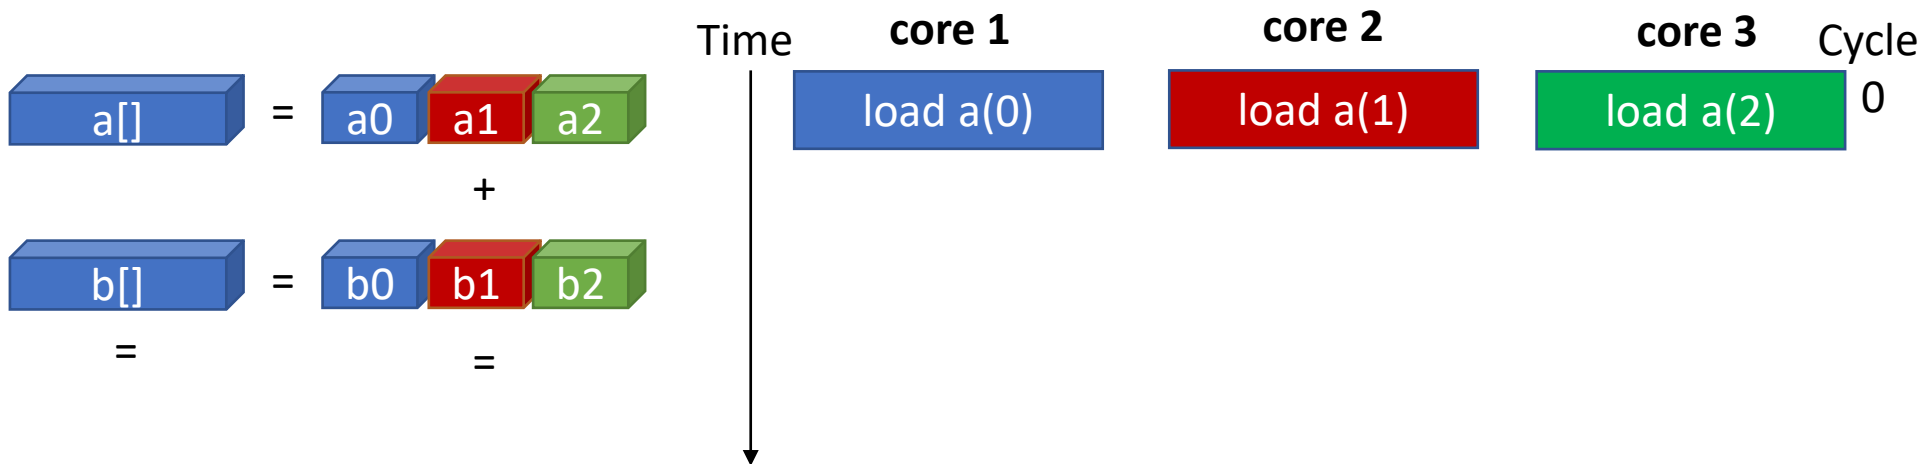 Time core 1 core 2 core 3 Cycle
a[] = a0 a1 a2 load a(0) load a(1) load a(2) 0
+
b[] = b0 b1 b2
= =